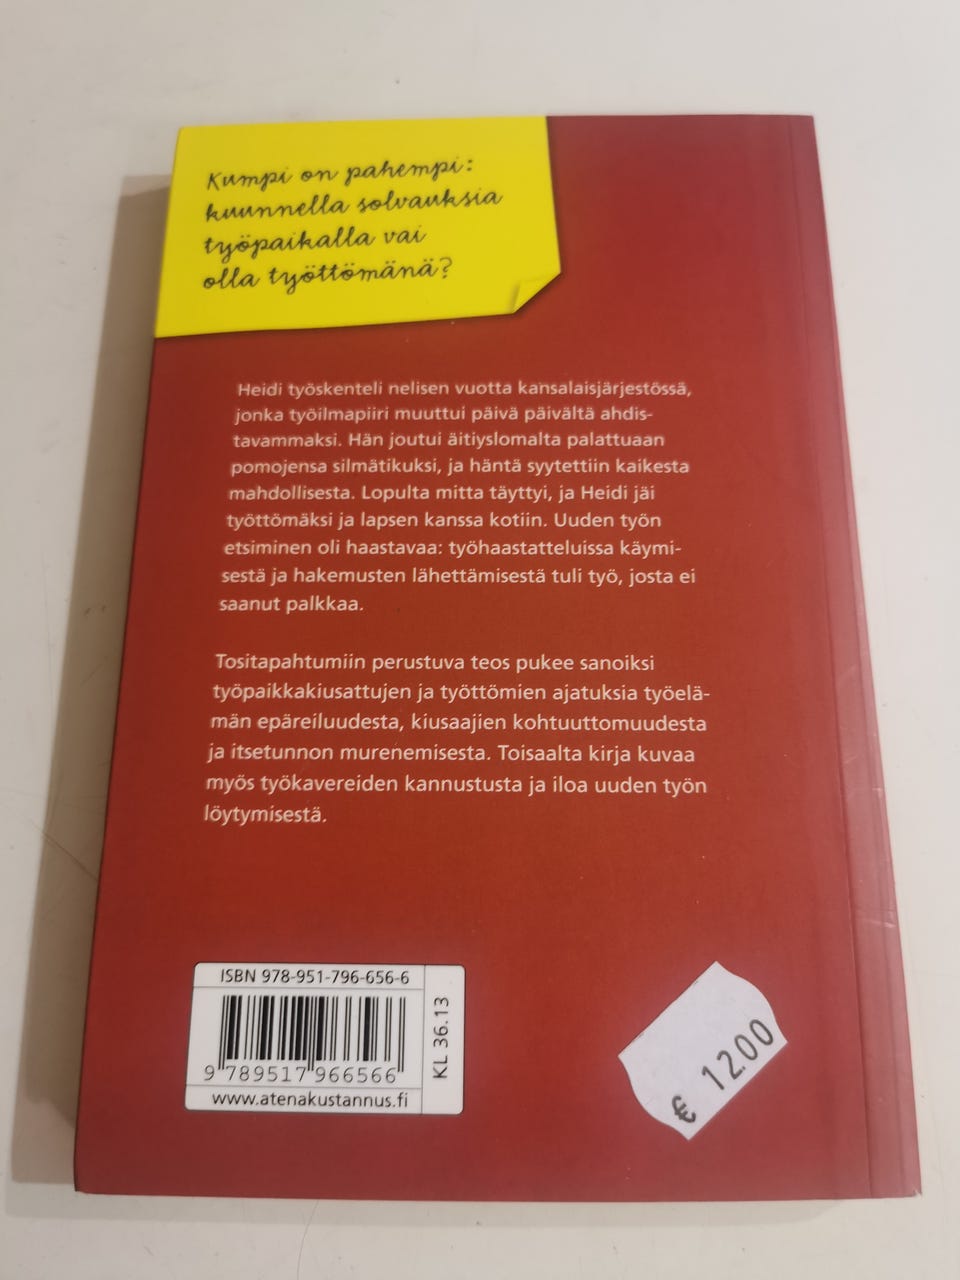 Kumpi on pahempi:
kuunnella solvauksia
työpaikalla vai
olla työttömänä?
Heidi työskenteli nelisen vuotta kansalaisjärjestössä,
jonka työilmapiiri muuttui päivä päivältä ahdis-
tavammaksi. Hän joutui äitiyslomalta palattuaan
pomojensa silmätikuksi, ja häntä syytettiin kaikesta
mahdollisesta. Lopulta mitta täyttyi, ja Heidi jäi
työttömäksi ja lapsen kanssa kotiin. Uuden työn
etsiminen oli haastavaa: työhaastatteluissa käymi-
sestä ja hakemusten lähettämisestä tuli työ, josta ei
saanut palkkaa.
Tositapahtumiin perustuva teos pukee sanoiksi
työpaikkakiusattujen ja työttömien ajatuksia työelä-
män epäreiluudesta, kiusaajien kohtuuttomuudesta
ja itsetunnon murenemisesta. Toisaalta kirja kuvaa
myös työkavereiden kannustusta ja iloa uuden työn
löytymisestä.
ISBN 978-951-796-656-6
9 789517 966566
www.atenakustannus.fi
KL 36.13
€ 12.00